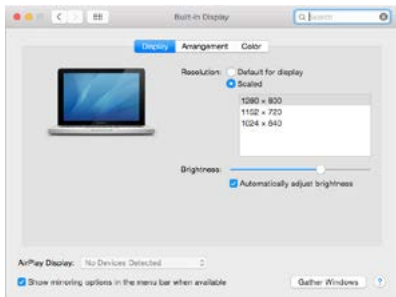 Built-in Display
Search
Display
Arrangement
Color
Resolution:
Default for display
Scaled
1280 × 800
1152 × 720
1024 × 640
Brightness:
Automatically adjust brightness
AirPlay Display:
No Devices Detected
Show mirroring options in the menu bar when available
Gather Windows
?